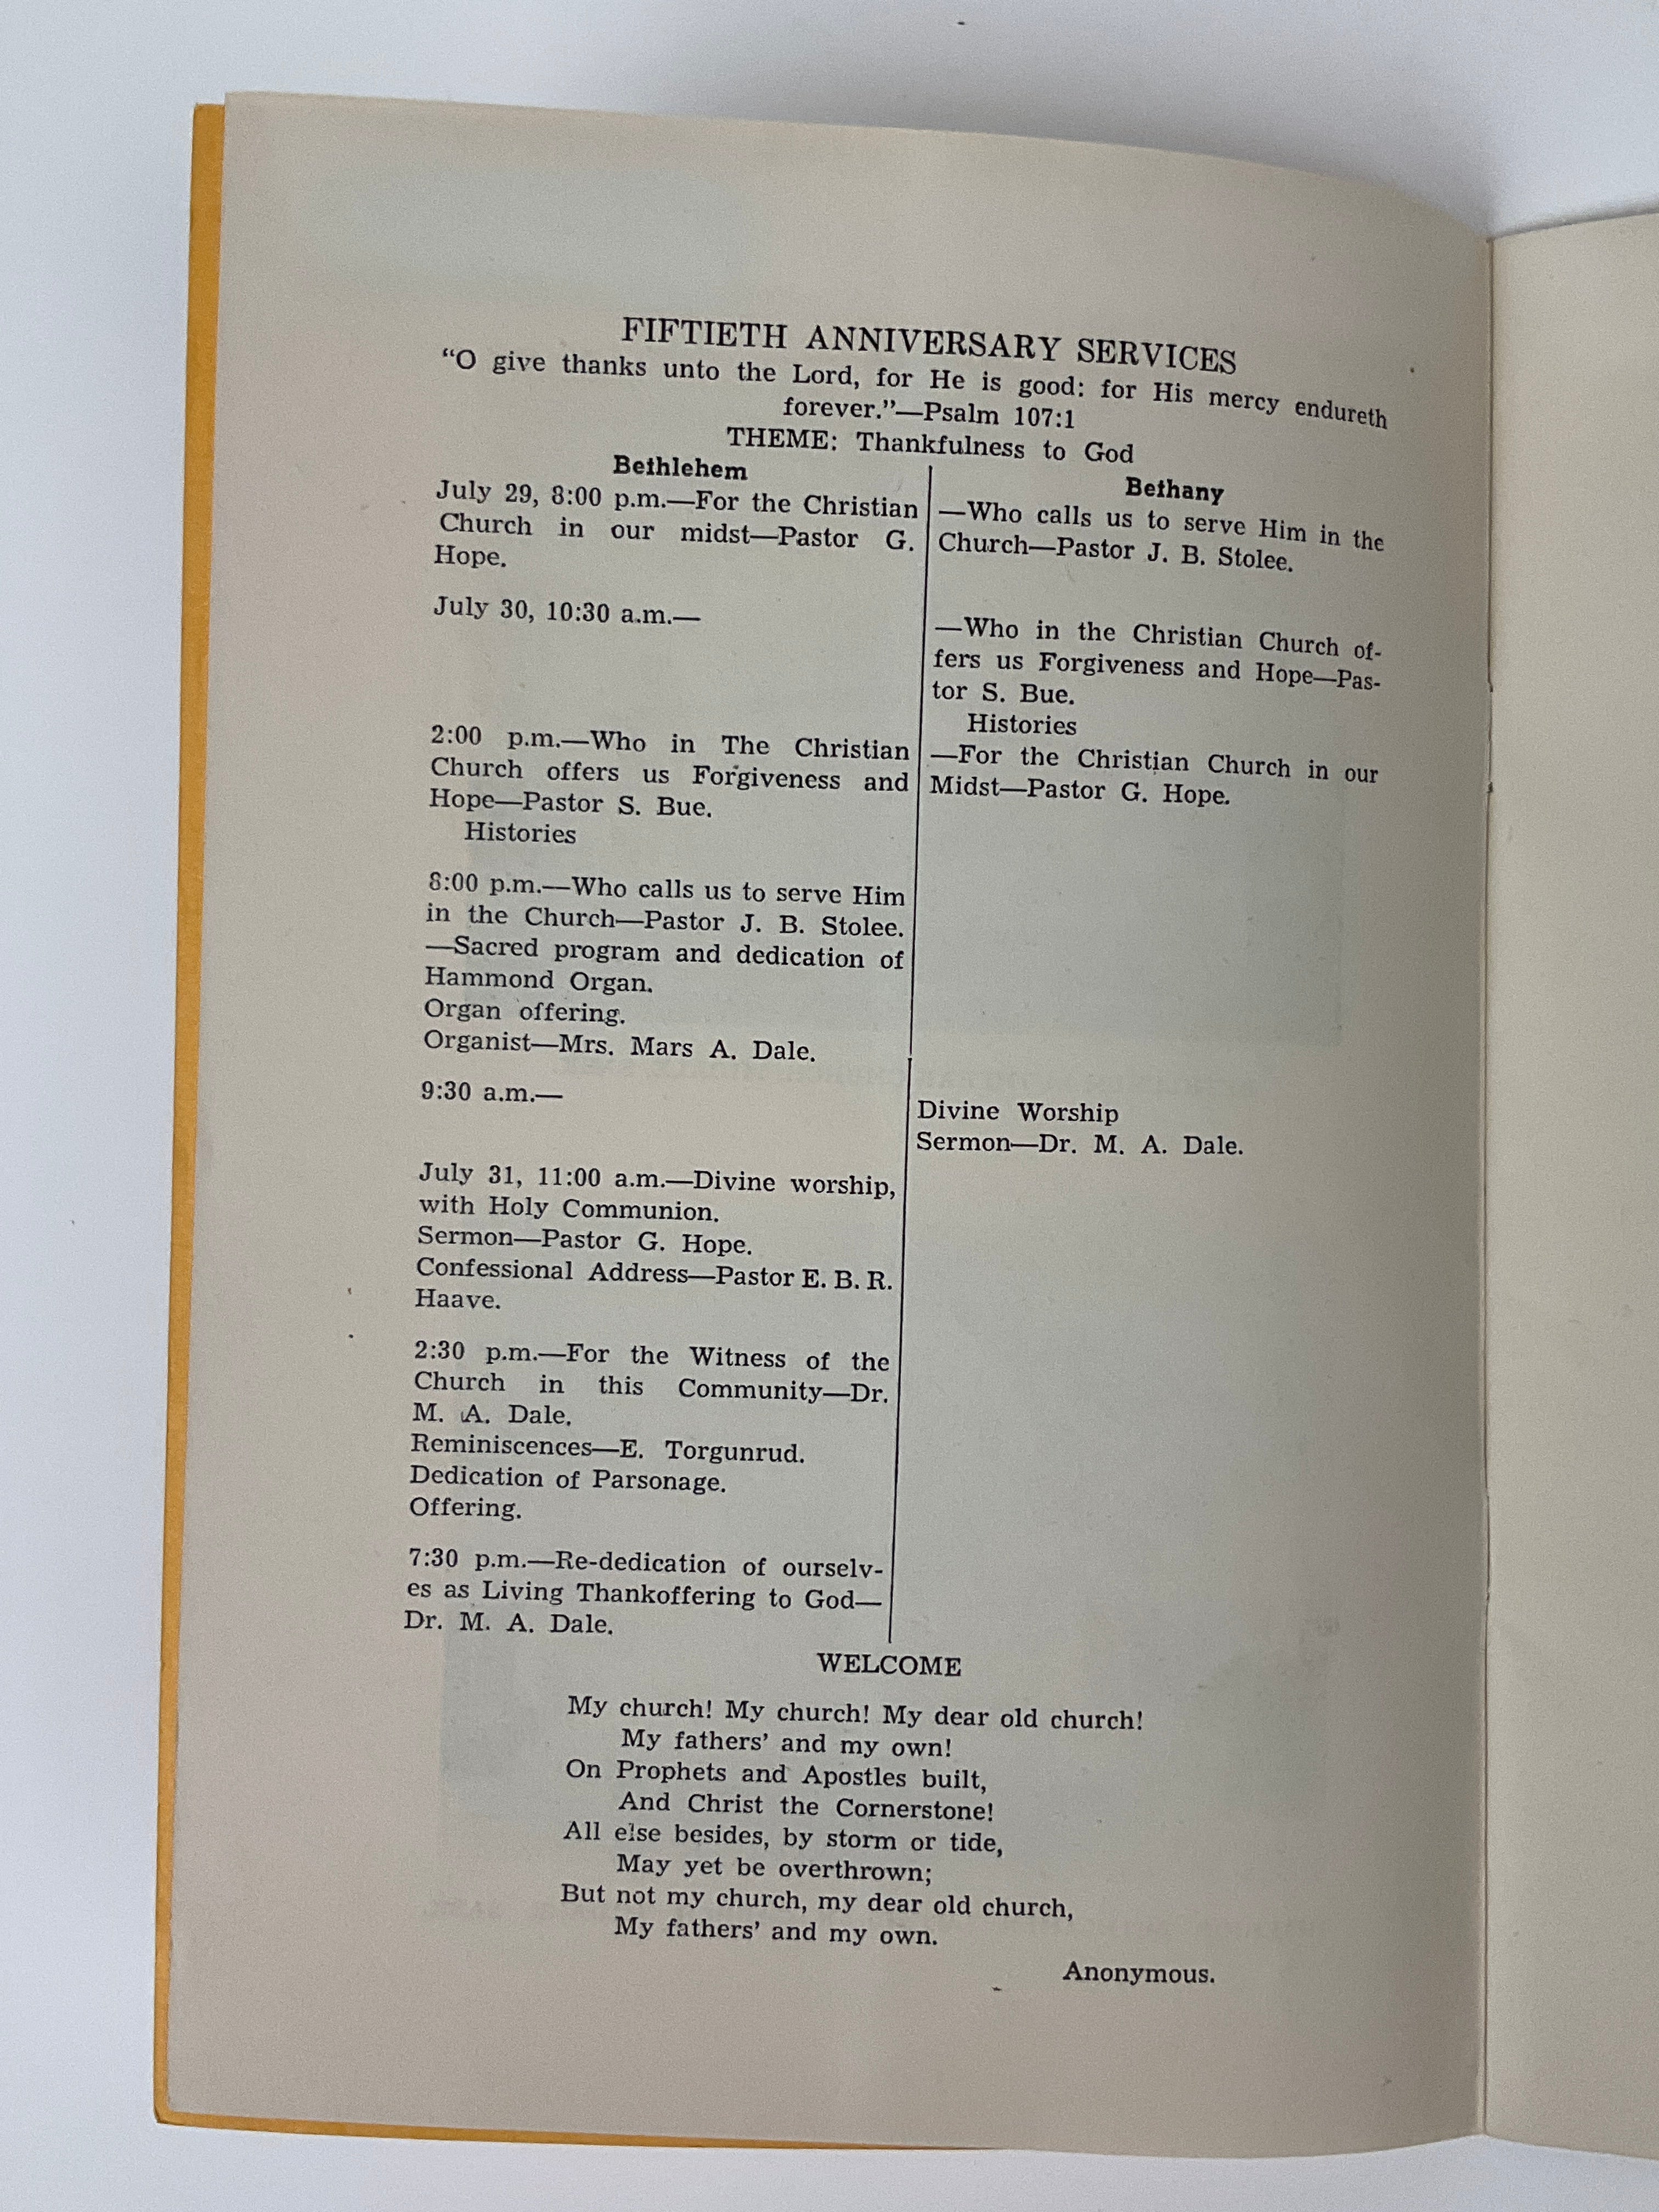 FIFTIETH ANNIVERSARY SERVICES
“O give thanks unto the Lord, for He is good: for His mercy endureth
forever.”—Psalm 107:1
THEME: Thankfulness to God
Bethlehem
July 29, 8:00 p.m.—For the Christian
Church in our midst—Pastor G.
Hope.
July 30, 10:30 a.m.—
2:00 p.m.—Who in The Christian
Church offers us Forgiveness and
Hope—Pastor S. Bue.
Histories
8:00 p.m.—Who calls us to serve Him
in the Church—Pastor J. B. Stolee.
—Sacred program and dedication of
Hammond Organ.
Organ offering.
Organist—Mrs. Mars A. Dale.
9:30 a.m.—
July 31, 11:00 a.m.—Divine worship,
with Holy Communion.
Sermon—Pastor G. Hope.
Confessional Address—Pastor E. B. R.
Haave.
2:30 p.m.—For the Witness of the
Church in this Community—Dr.
M. A. Dale.
Reminiscences—E. Torgunrud.
Dedication of Parsonage.
Offering.
7:30 p.m.—Re-dedication of ourselv-
es as Living Thankoffering to God—
Dr. M. A. Dale.
Bethany
—Who calls us to serve Him in the
Church—Pastor J. B. Stolee.
—Who in the Christian Church of-
fers us Forgiveness and Hope—Pas-
tor S. Bue.
Histories
—For the Christian Church in our
Midst—Pastor G. Hope.
Divine Worship
Sermon—Dr. M. A. Dale.
WELCOME
My church! My church! My dear old church!
My fathers’ and my own!
On Prophets and Apostles built,
And Christ the Cornerstone!
All else besides, by storm or tide,
May yet be overthrown;
But not my church, my dear old church,
My fathers’ and my own.
Anonymous.